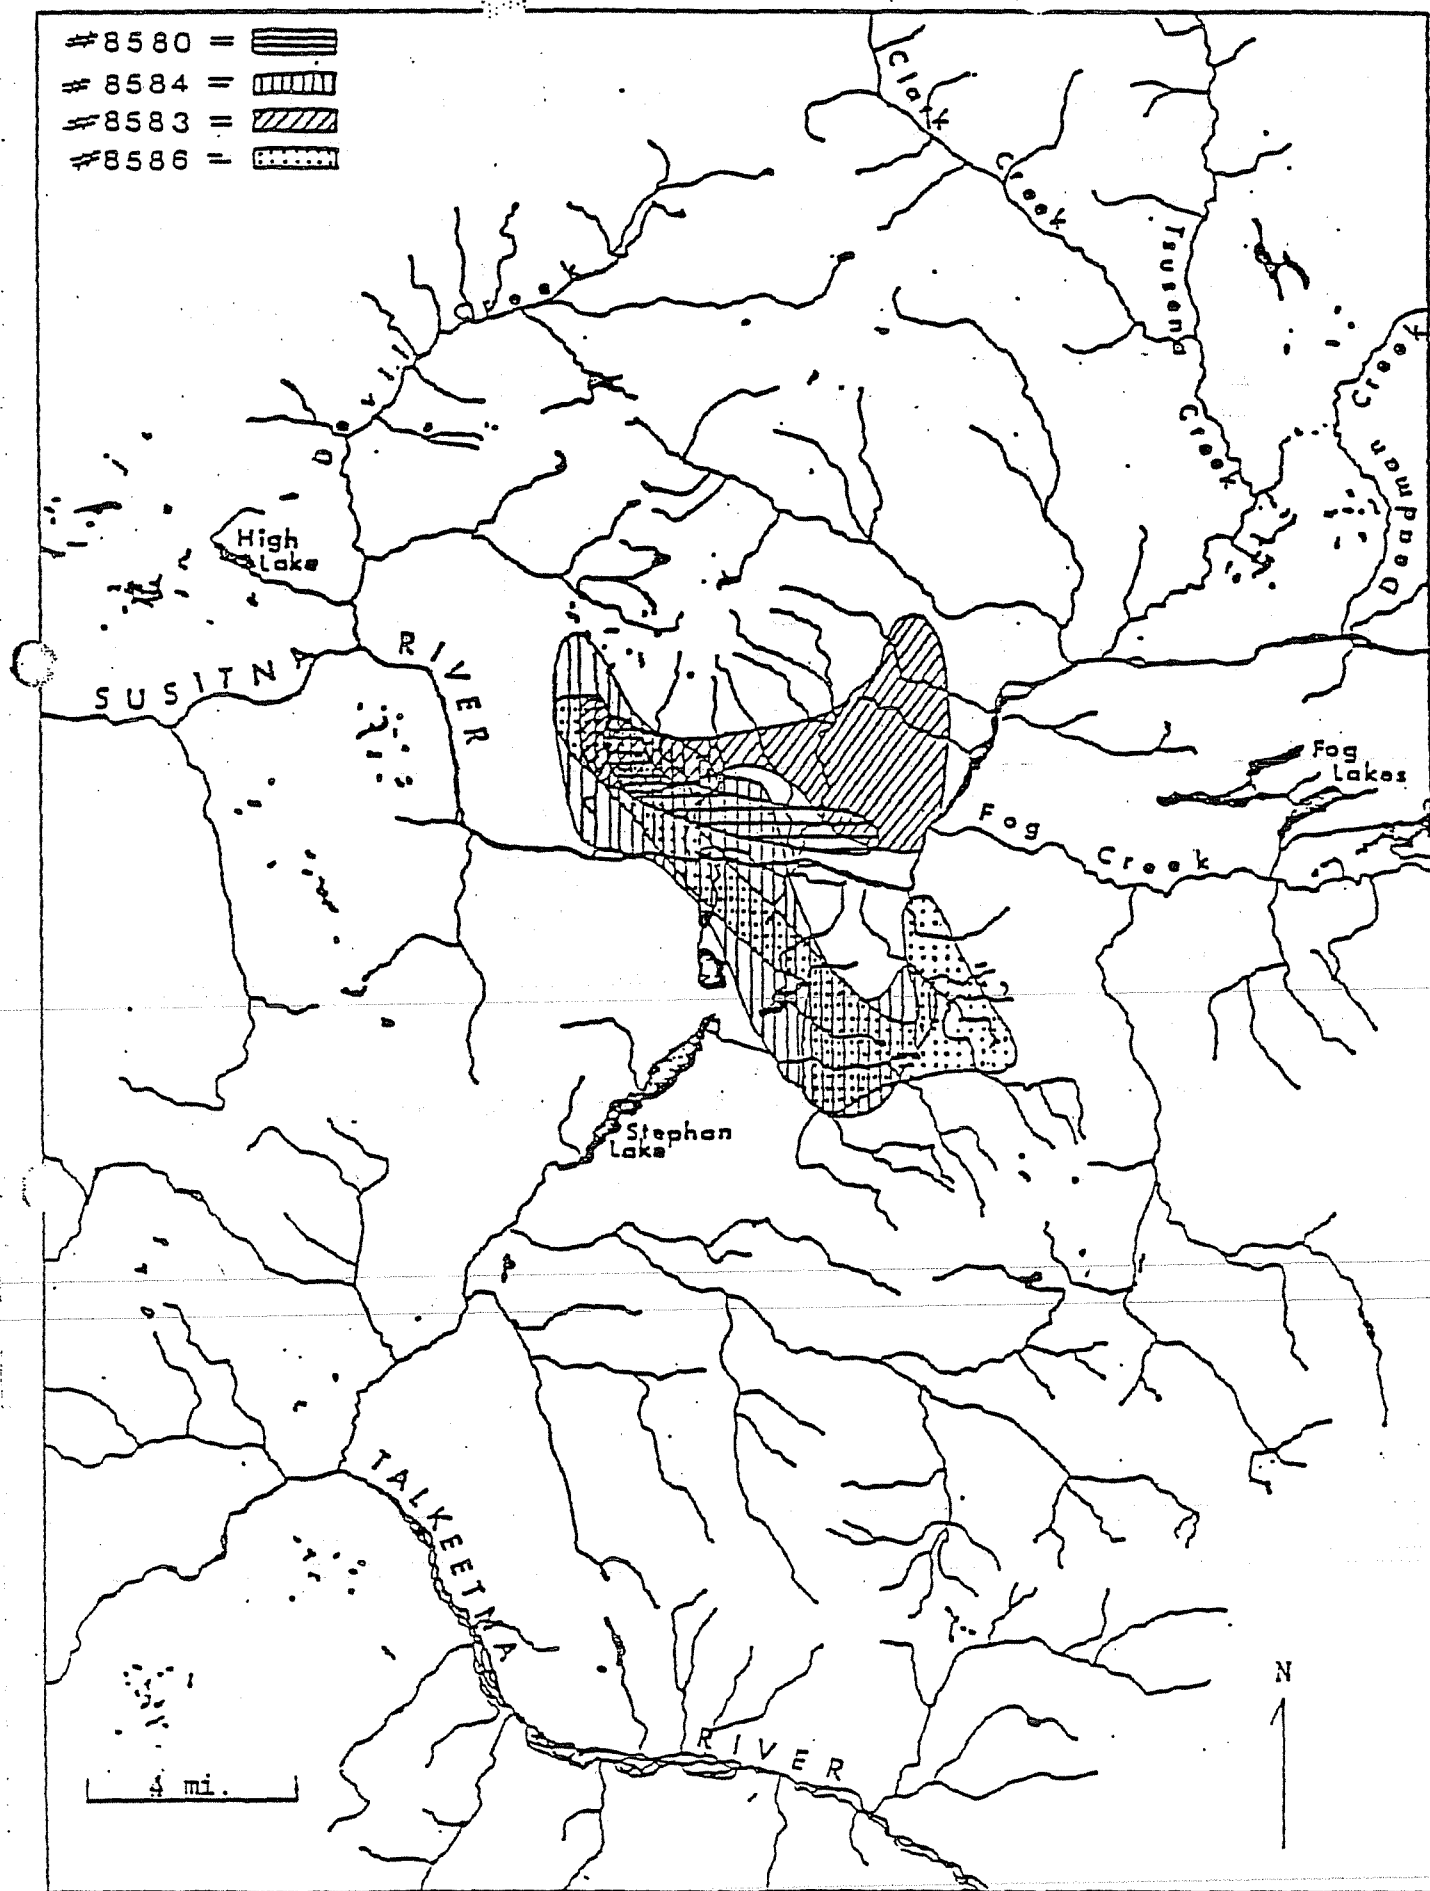 #8580 =
#8584 =
#8583 =
#8586 =
Clark Creek
Tsusena Creek
Deadman Creek
Devil Creek
High
Lake
SUSITNA RIVER
Fog
Lakes
Fog Creek
Stephan
Lake
TALKEETNA RIVER
N
4 mi.